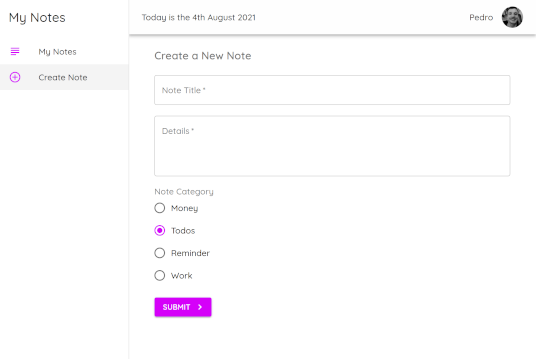 My Notes
Today is the 4th August 2021
Pedro
My Notes
Create Note
Create a New Note
Note Title *
Details *
Note Category
Money
Todos
Reminder
Work
SUBMIT